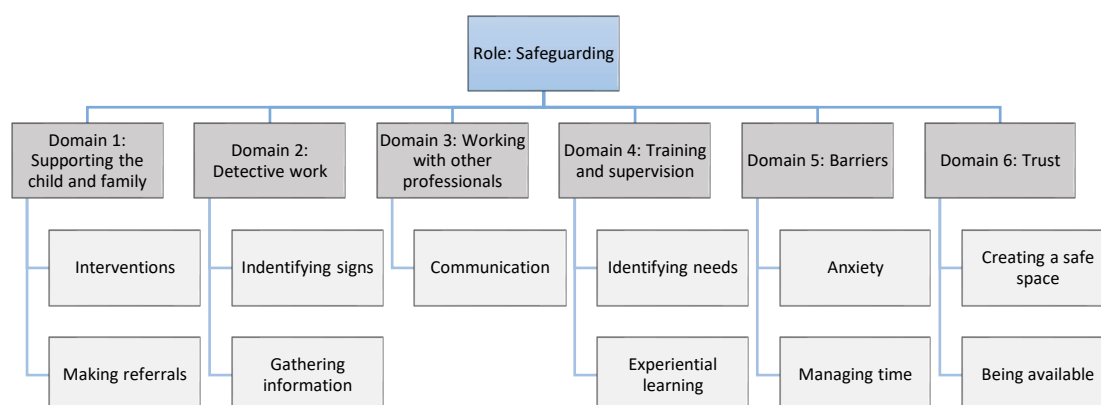 Role: Safeguarding
Domain 1:
Supporting the
child and family
Domain 2:
Detective work
Domain 3: Working
with other
professionals
Domain 4: Training
and supervision
Domain 5: Barriers
Domain 6: Trust
Interventions
Indentifying signs
Communication
Identifying needs
Anxiety
Creating a safe
space
Making referrals
Gathering
information
Experiential
learning
Managing time
Being available